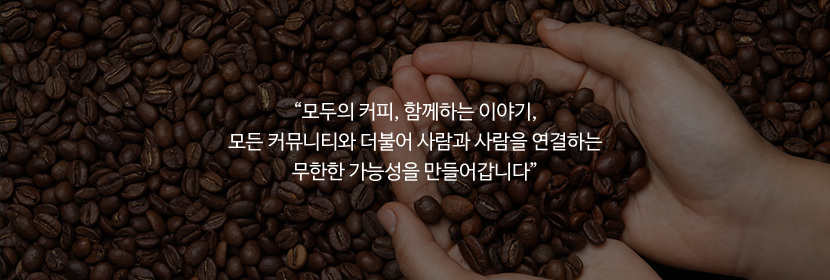 “모두의 커피, 함께하는 이야기,
모든 커뮤니티와 더불어 사람과 사람을 연결하는
무한한 가능성을 만들어갑니다”